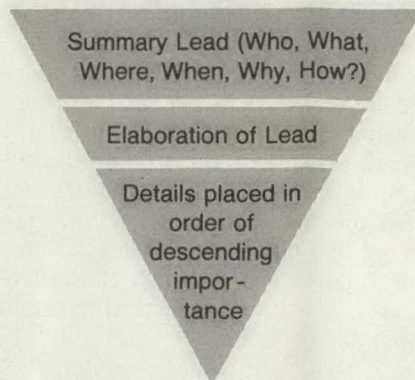 Summary Lead (Who, What,
Where, When, Why, How?)
Elaboration of Lead
Details placed in
order of
descending
impor-
tance